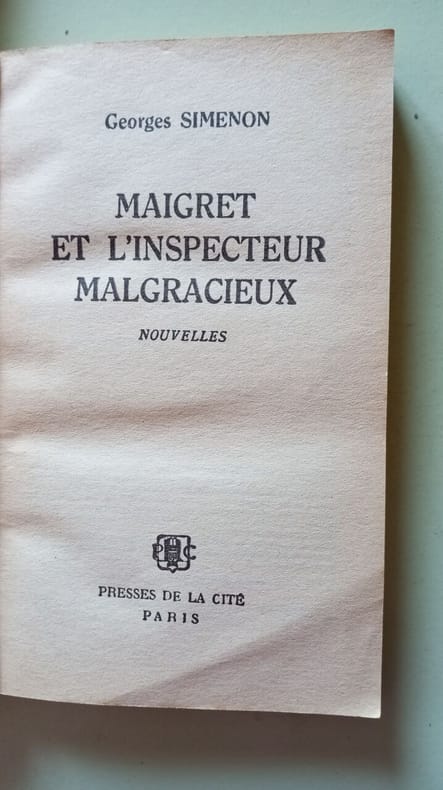 Georges SIMENON
MAIGRET
ET L'INSPECTEUR
MALGRACIEUX
NOUVELLES
P C
PRESSES DE LA CITÉ
PARIS